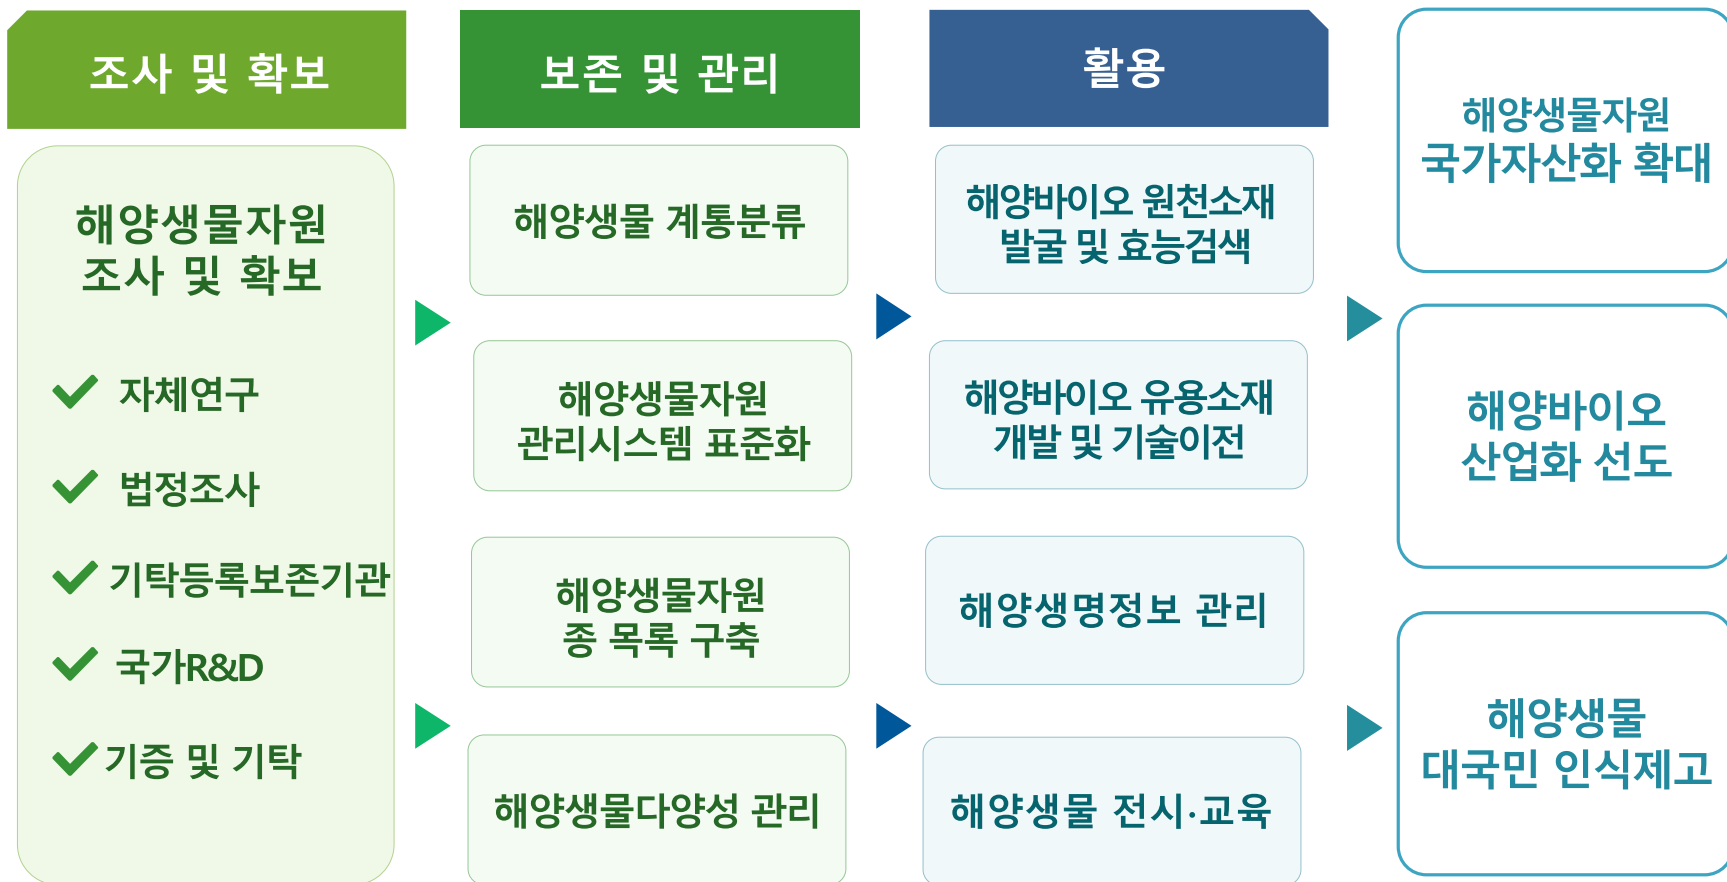 조사 및 확보
해양생물자원
조사 및 확보
자체연구
법정조사
기탁등록보존기관
국가R&D
기증 및 기탁
보존 및 관리
해양생물 계통분류
해양생물자원
관리시스템 표준화
해양생물자원
종 목록 구축
해양생물다양성 관리
활용
해양바이오 원천소재
발굴 및 효능검색
해양바이오 유용소재
개발 및 기술이전
해양생명정보 관리
해양생물 전시·교육
해양생물자원
국가자산화 확대
해양바이오
산업화 선도
해양생물
대국민 인식제고